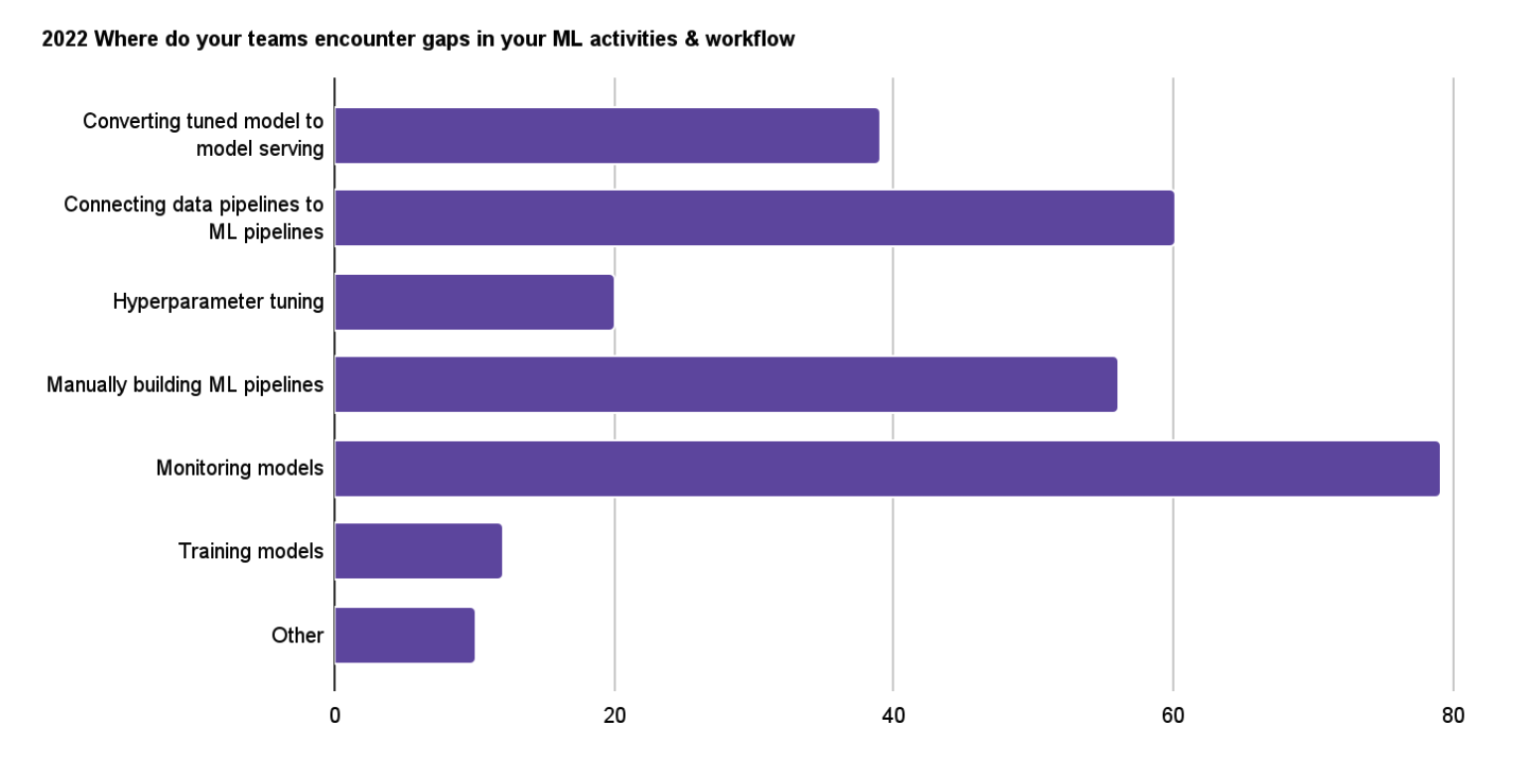 2022 Where do your teams encounter gaps in your ML activities & workflow
Converting tuned model to
model serving
Connecting data pipelines to
ML pipelines
Hyperparameter tuning
Manually building ML pipelines
Monitoring models
Training models
Other
0 20 40 60 80